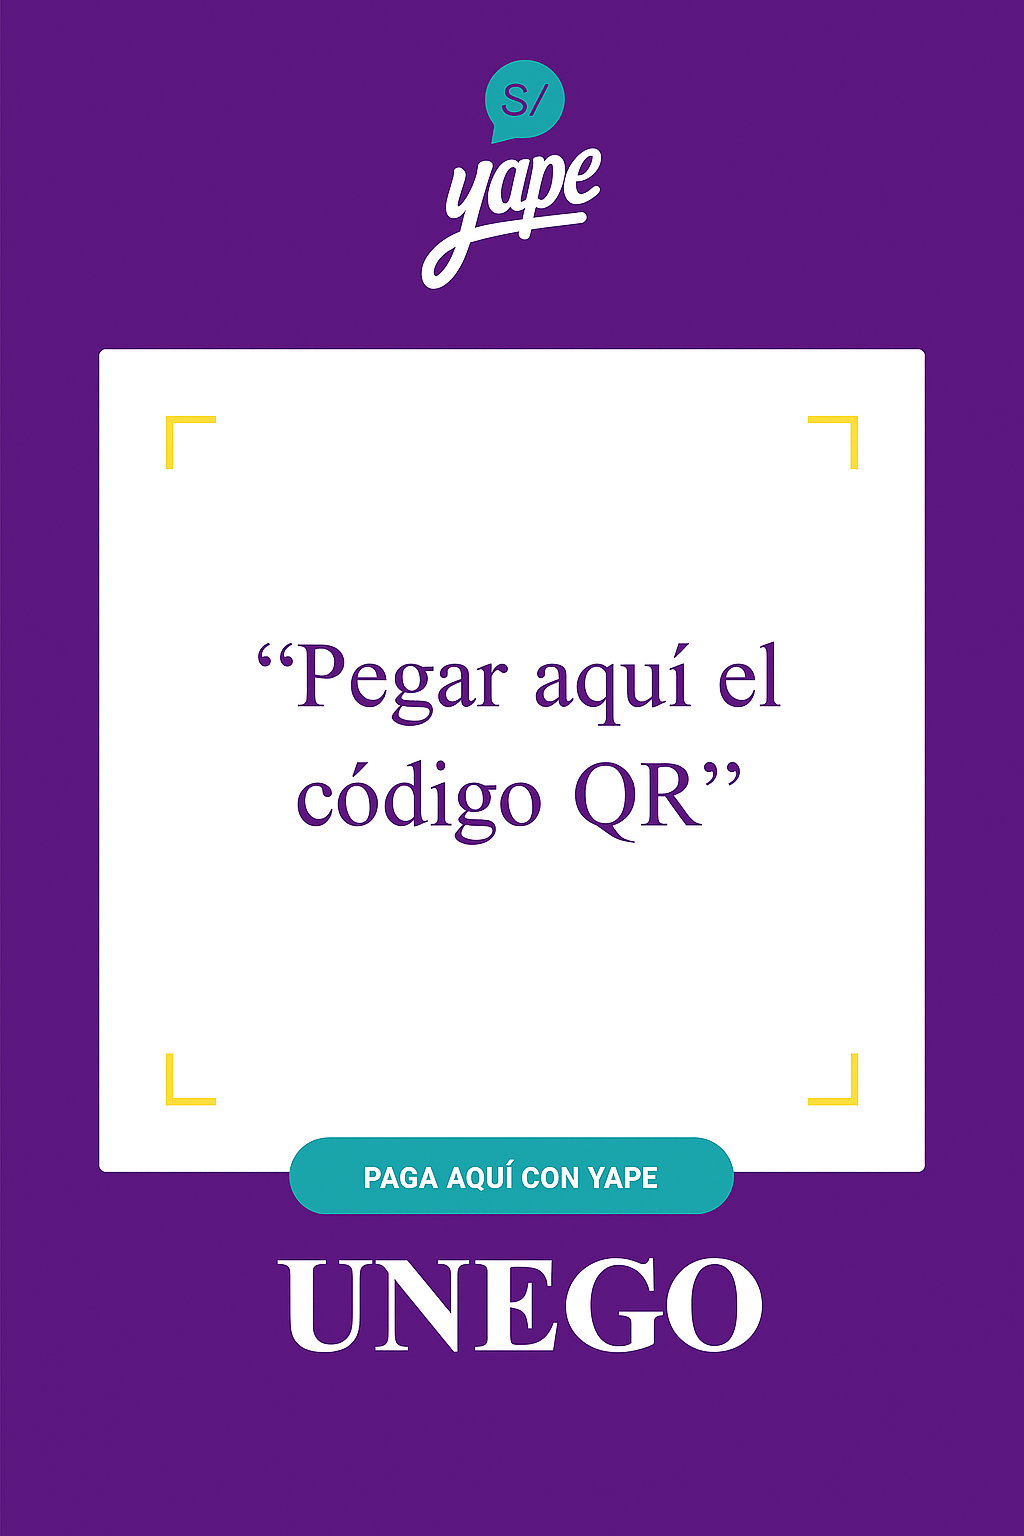 S/
yape
“Pegar aquí el
código QR”
PAGA AQUÍ CON YAPE
UNEGO